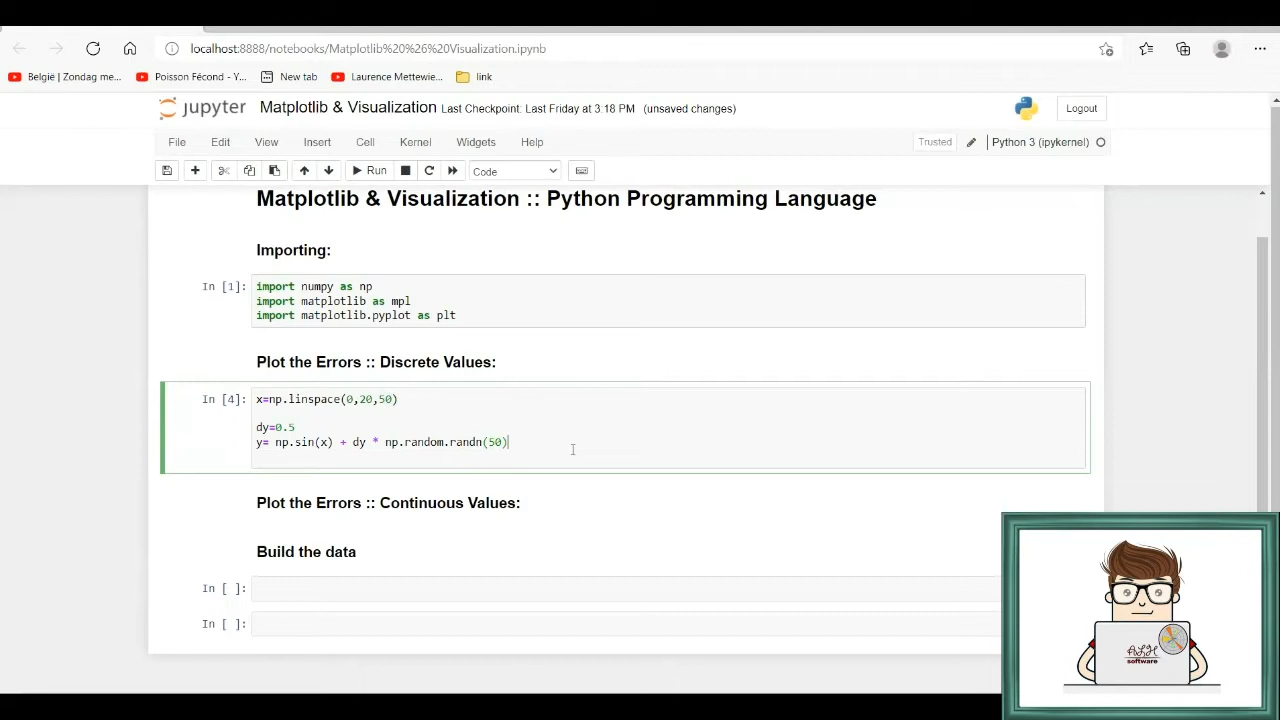 localhost:8888/notebooks/Matplotlib%20%26%20Visualization.ipynb
België | Zondag me...
Poisson Fécond - Y...
New tab
Laurence Mettewie...
link
jupyter Matplotlib & Visualization Last Checkpoint: Last Friday at 3:18 PM (unsaved changes)
Logout
File Edit View Insert Cell Kernel Widgets Help
Trusted
Python 3 (ipykernel)
Run
Code
Matplotlib & Visualization :: Python Programming Language
Importing:
In [1]:
import numpy as np
import matplotlib as mpl
import matplotlib.pyplot as plt
Plot the Errors :: Discrete Values:
In [4]:
x=np.linspace(0,20,50)
dy=0.5
y= np.sin(x) + dy * np.random.randn(50)
Plot the Errors :: Continuous Values:
Build the data
In [ ]:
In [ ]:
software